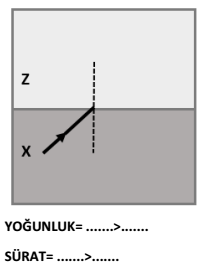 Z
X
YOĞUNLUK= .......>.......
SÜRAT= .......>.......